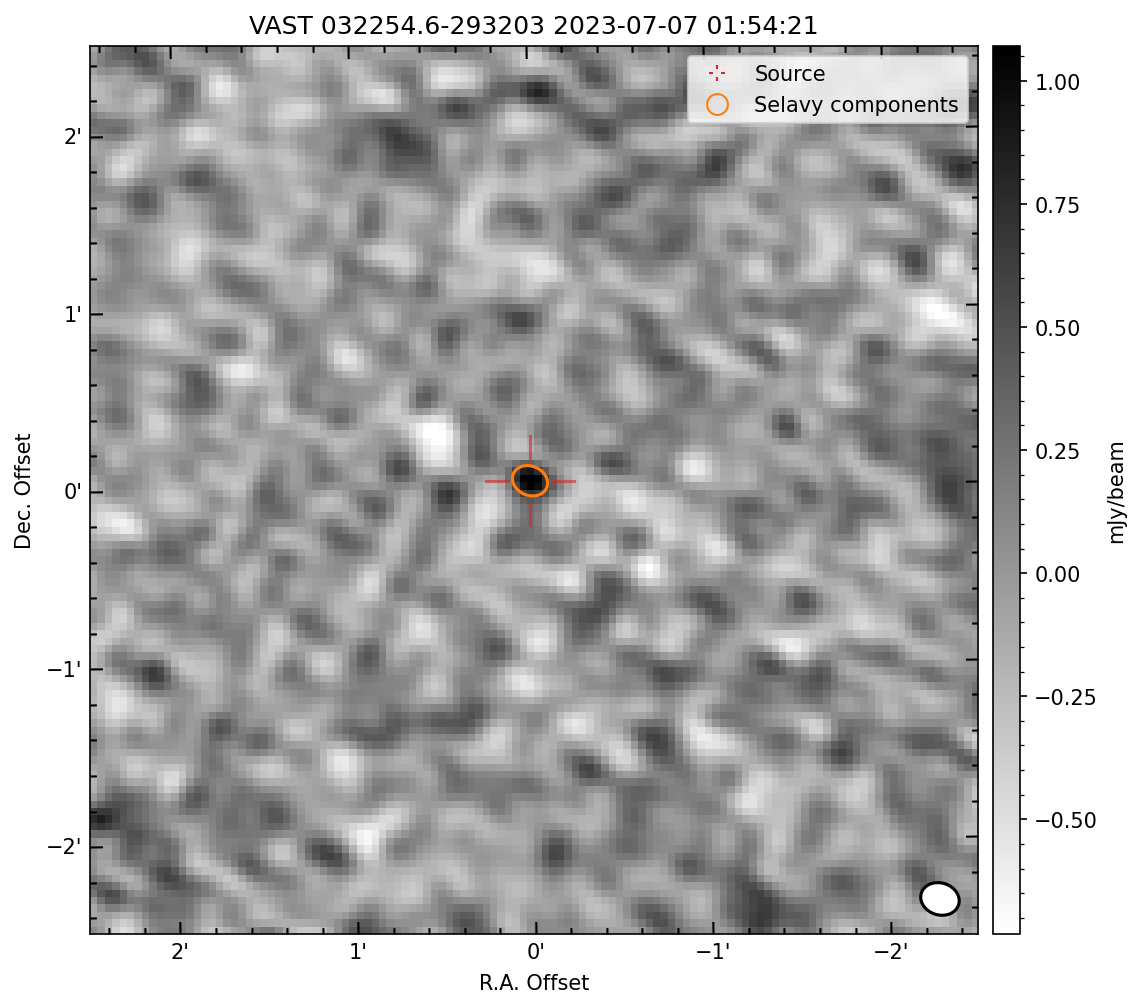 VAST 032254.6-293203 2023-07-07 01:54:21
Source
Selavy components
2'
1'
0'
−1'
−2'
Dec. Offset
2'
1'
0'
−1'
−2'
R.A. Offset
1.00
0.75
0.50
0.25
0.00
−0.25
−0.50
mJy/beam